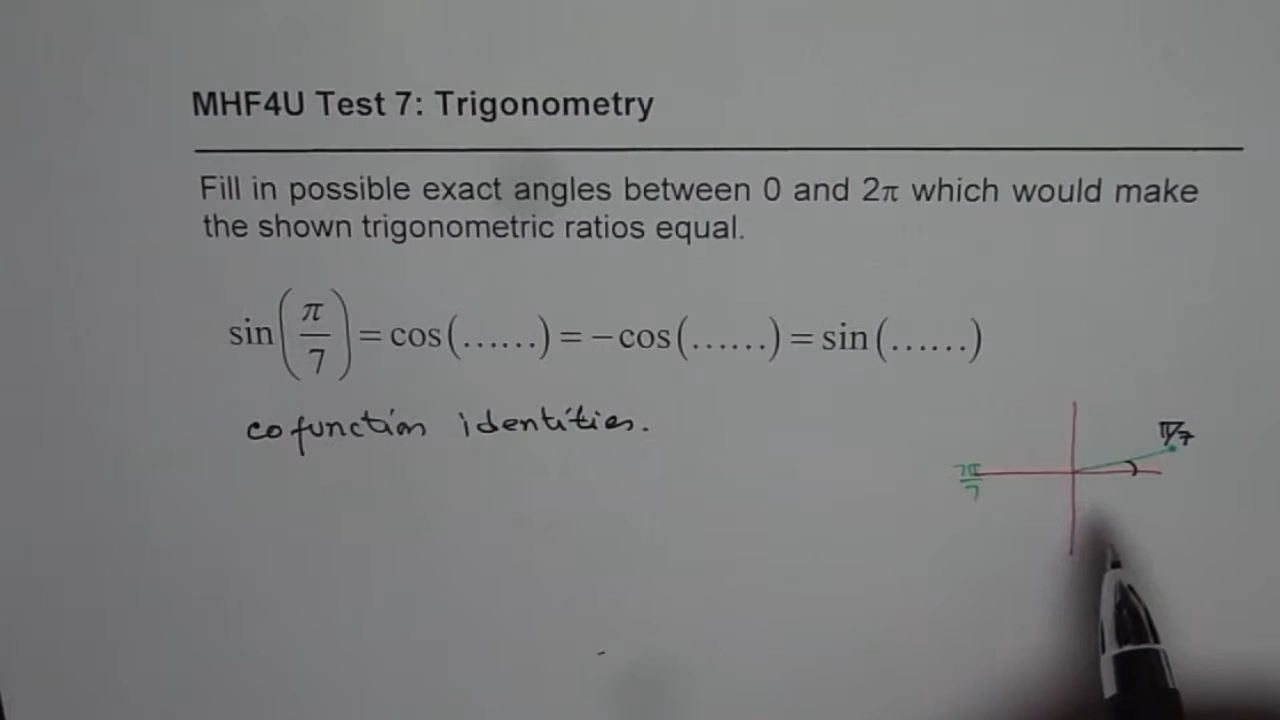 MHF4U Test 7: Trigonometry
Fill in possible exact angles between 0 and 2π which would make
the shown trigonometric ratios equal.
sin(π/7) = cos(……) = −cos(……) = sin(……)
cofunction identities.
π/7
7π/7